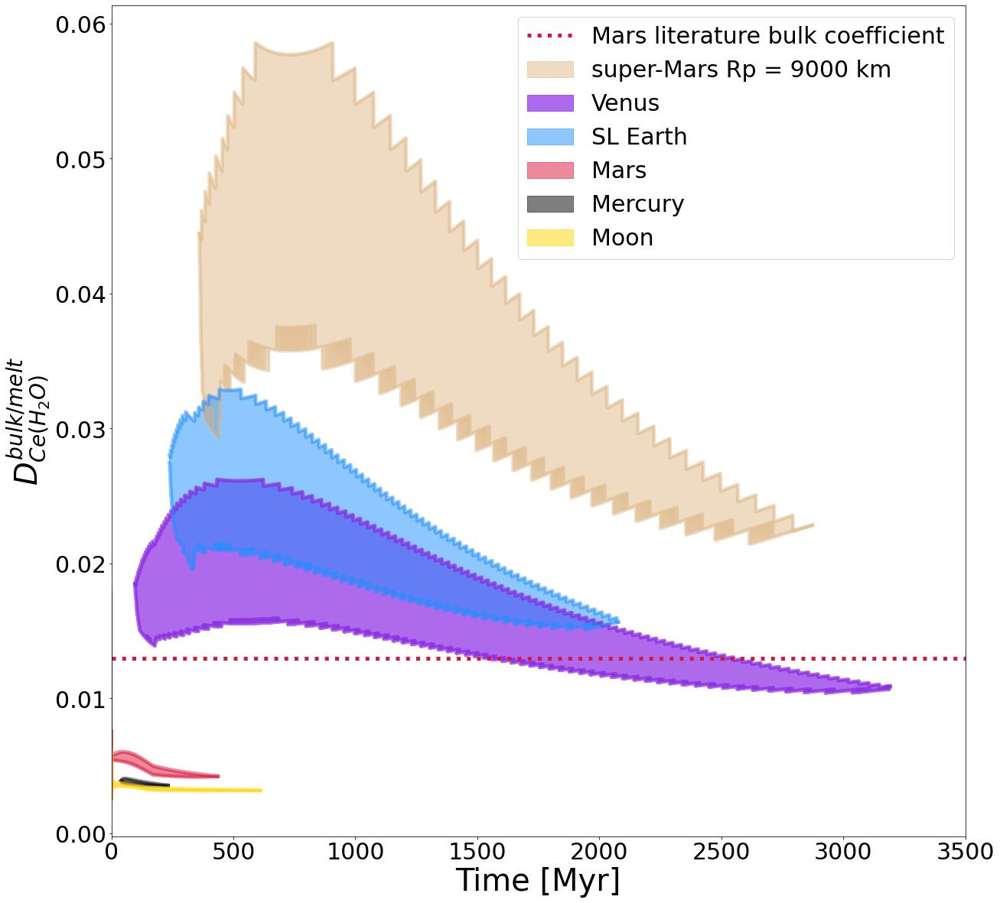 Mars literature bulk coefficient
super-Mars Rp = 9000 km
Venus
SL Earth
Mars
Mercury
Moon
0.06
0.05
0.04
0.03
0.02
0.01
0.00
D^{bulk/melt}_{Ce(H_2O)}
0 500 1000 1500 2000 2500 3000 3500
Time [Myr]